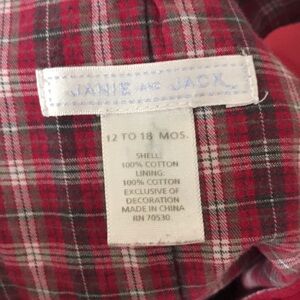 JANIE AND JACK
12 TO 18 MOS.
SHELL:
100% COTTON
LINING:
100% COTTON
EXCLUSIVE OF
DECORATION
MADE IN CHINA
RN 70530